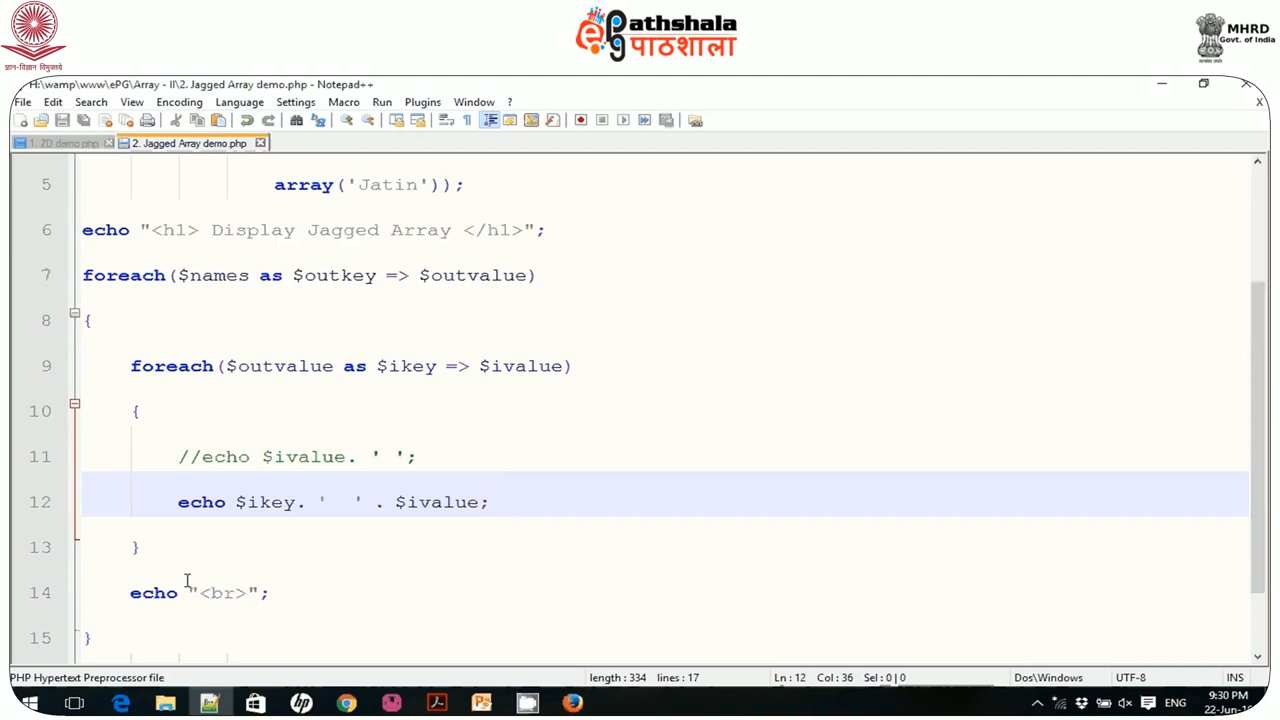 ज्ञान-विज्ञान विमुक्तये
epG Pathshala
पाठशाला
MHRD
Govt. of India
H:\wamp\www\ePG\Array - II\2. Jagged Array demo.php - Notepad++
File Edit Search View Encoding Language Settings Macro Run Plugins Window ? X
1. 2D demo.php 2. Jagged Array demo.php
5 array('Jatin'));
6 echo "<h1> Display Jagged Array </h1>";
7 foreach($names as $outkey => $outvalue)
8 {
9 foreach($outvalue as $ikey => $ivalue)
10 {
11 //echo $ivalue. ' ';
12 echo $ikey. '  ' . $ivalue;
13 }
14 echo "<br>";
15 }
PHP Hypertext Preprocessor file length : 334 lines : 17 Ln : 12 Col : 36 Sel : 0 | 0 Dos\Windows UTF-8 INS
ENG 9:30 PM
22-Jun-